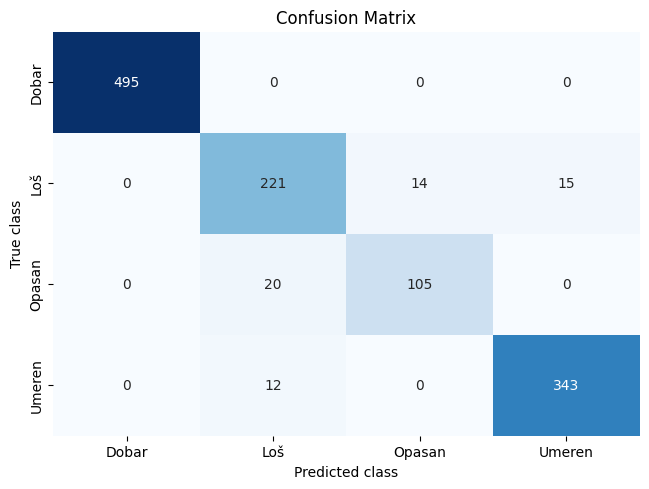 Confusion Matrix
Dobar 495 0 0 0
Loš 0 221 14 15
Opasan 0 20 105 0
Umeren 0 12 0 343
True class
Dobar Loš Opasan Umeren
Predicted class